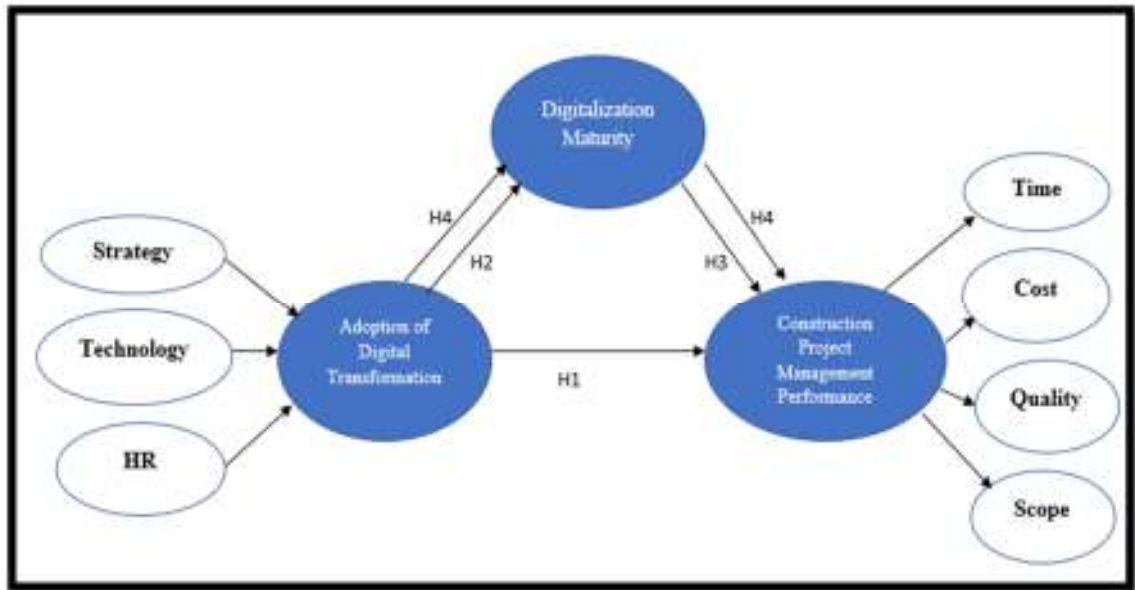 Digitalization
Maturity
H4
H2
H3
H4
Strategy
Technology
HR
Adoption of
Digital
Transformation
H1
Construction
Project
Management
Performance
Time
Cost
Quality
Scope